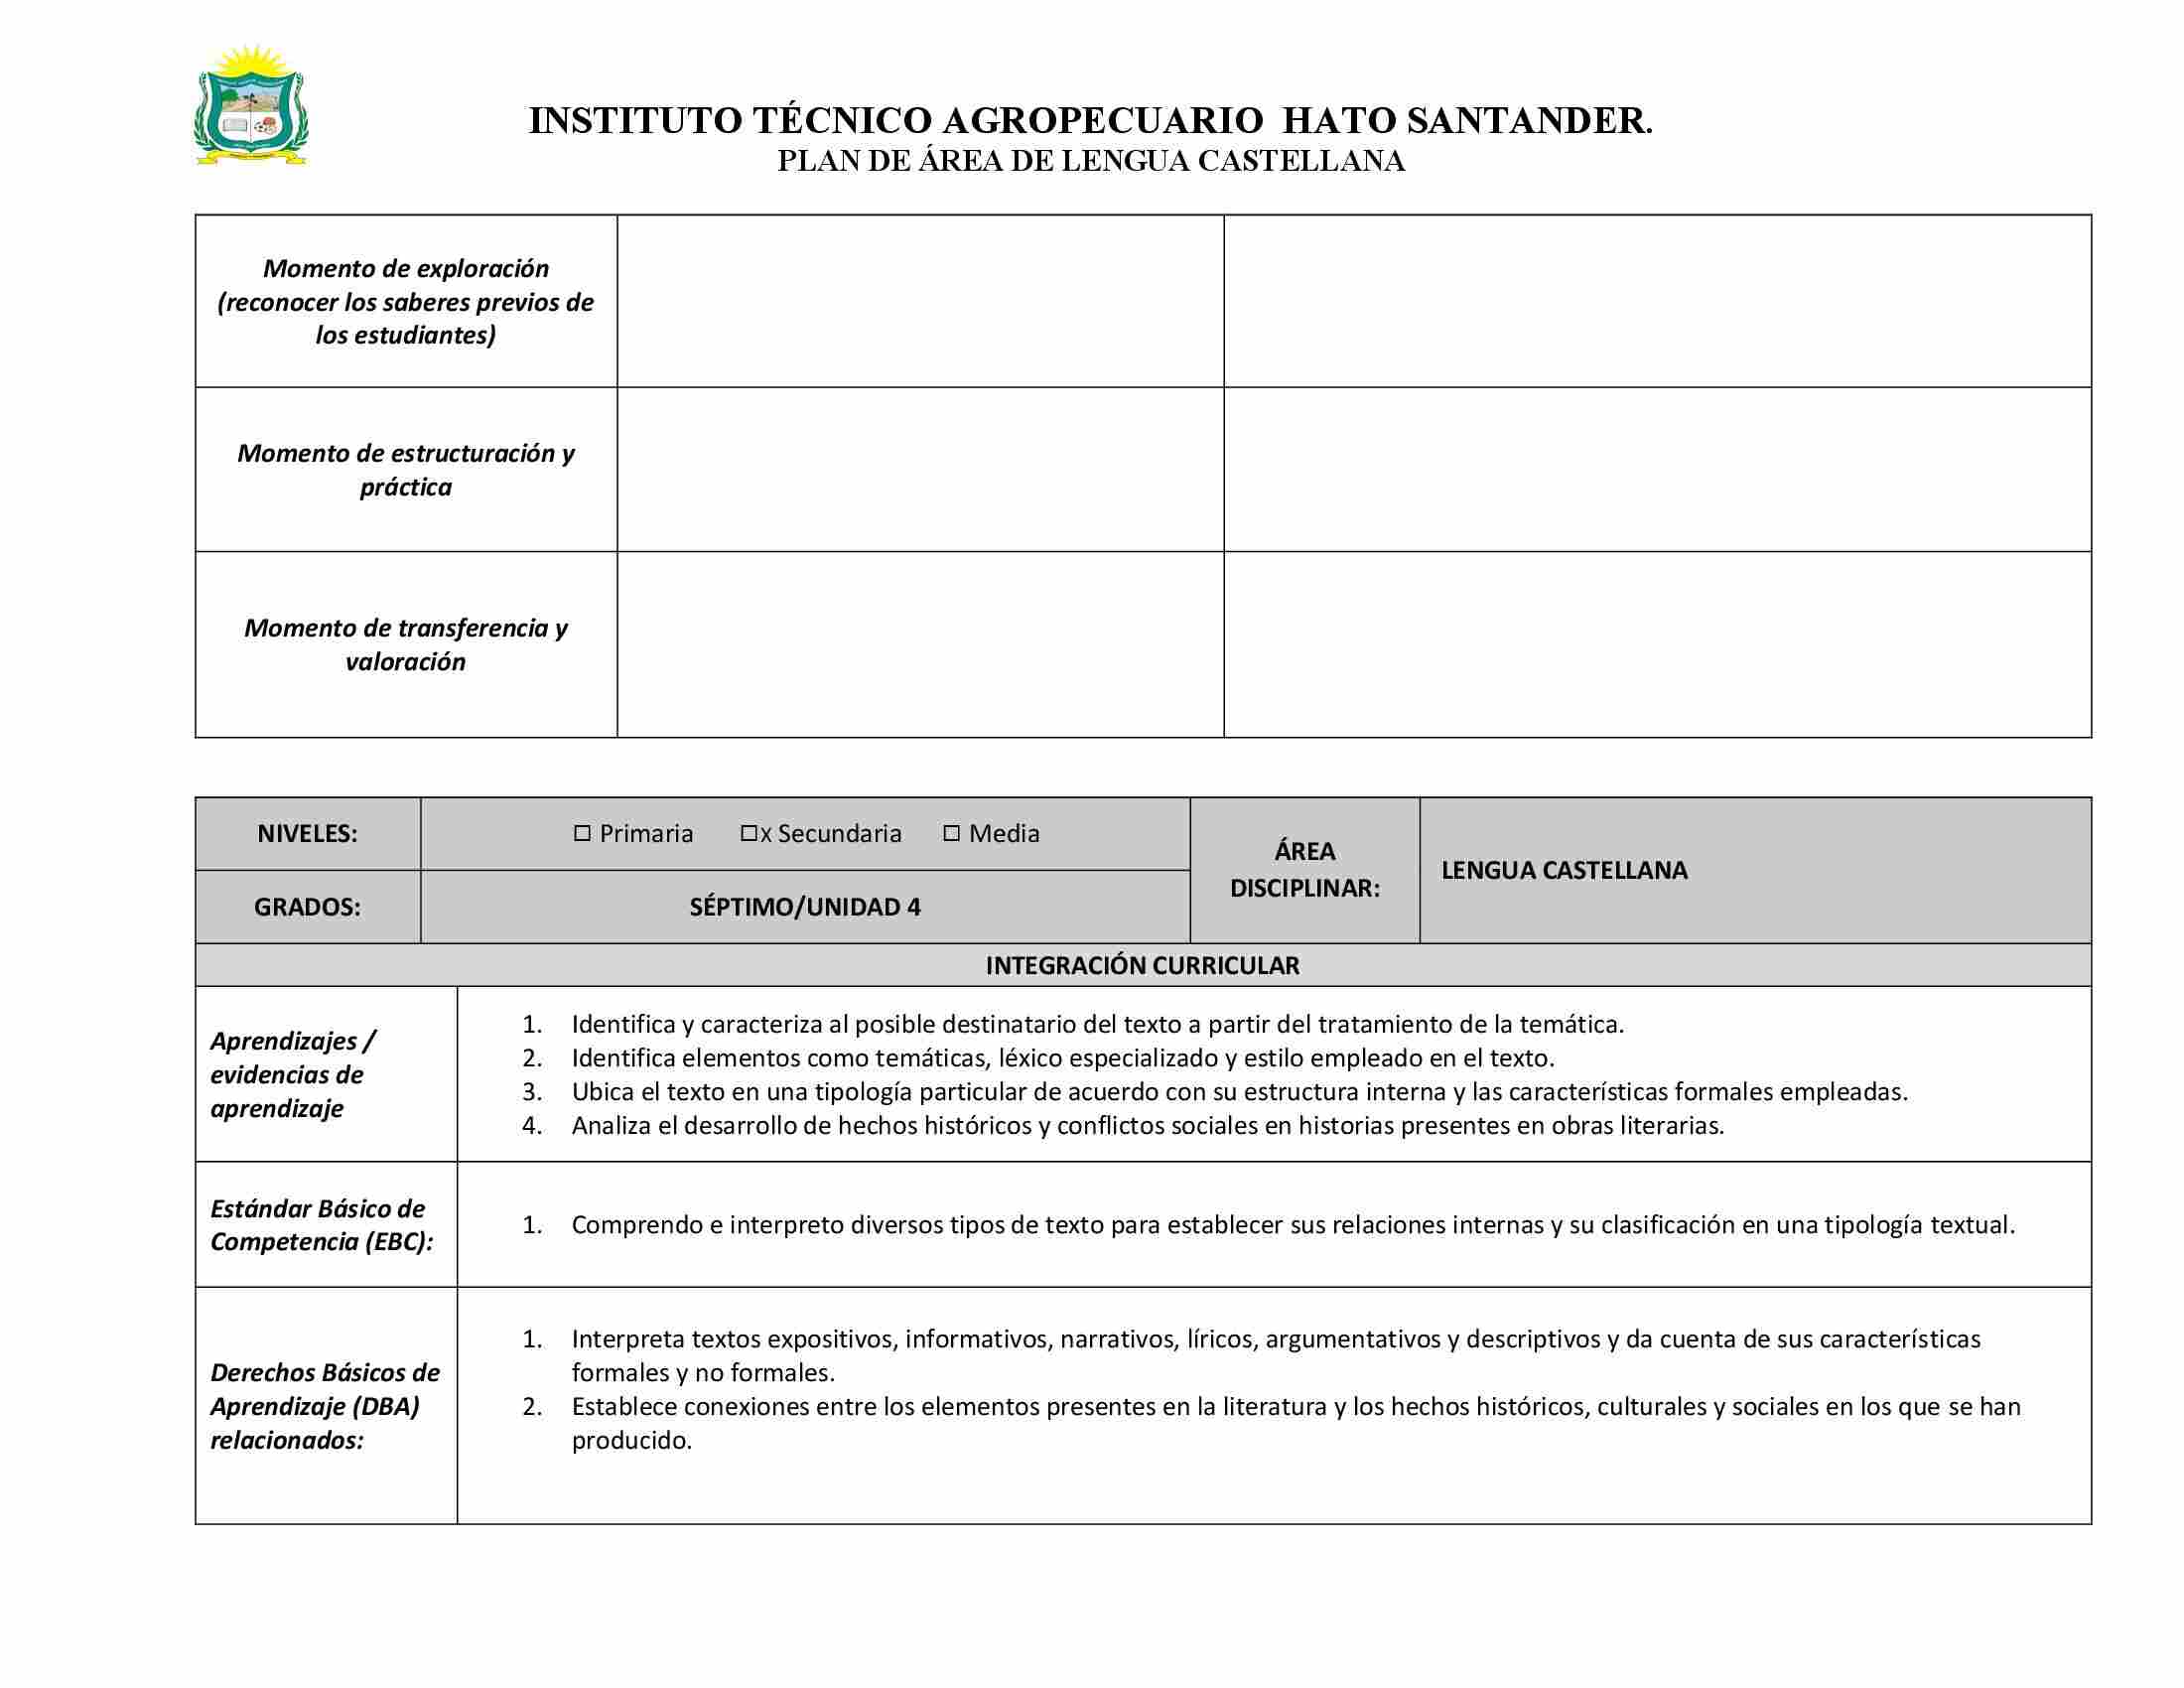 INSTITUTO TÉCNICO AGROPECUARIO HATO SANTANDER.
PLAN DE ÁREA DE LENGUA CASTELLANA
Momento de exploración
(reconocer los saberes previos de
los estudiantes)
Momento de estructuración y
práctica
Momento de transferencia y
valoración
NIVELES:
☐ Primaria ☐x Secundaria ☐ Media
ÁREA
DISCIPLINAR:
LENGUA CASTELLANA
GRADOS:
SÉPTIMO/UNIDAD 4
INTEGRACIÓN CURRICULAR
Aprendizajes /
evidencias de
aprendizaje
1. Identifica y caracteriza al posible destinatario del texto a partir del tratamiento de la temática.
2. Identifica elementos como temáticas, léxico especializado y estilo empleado en el texto.
3. Ubica el texto en una tipología particular de acuerdo con su estructura interna y las características formales empleadas.
4. Analiza el desarrollo de hechos históricos y conflictos sociales en historias presentes en obras literarias.
Estándar Básico de
Competencia (EBC):
1. Comprendo e interpreto diversos tipos de texto para establecer sus relaciones internas y su clasificación en una tipología textual.
Derechos Básicos de
Aprendizaje (DBA)
relacionados:
1. Interpreta textos expositivos, informativos, narrativos, líricos, argumentativos y descriptivos y da cuenta de sus características
formales y no formales.
2. Establece conexiones entre los elementos presentes en la literatura y los hechos históricos, culturales y sociales en los que se han
producido.